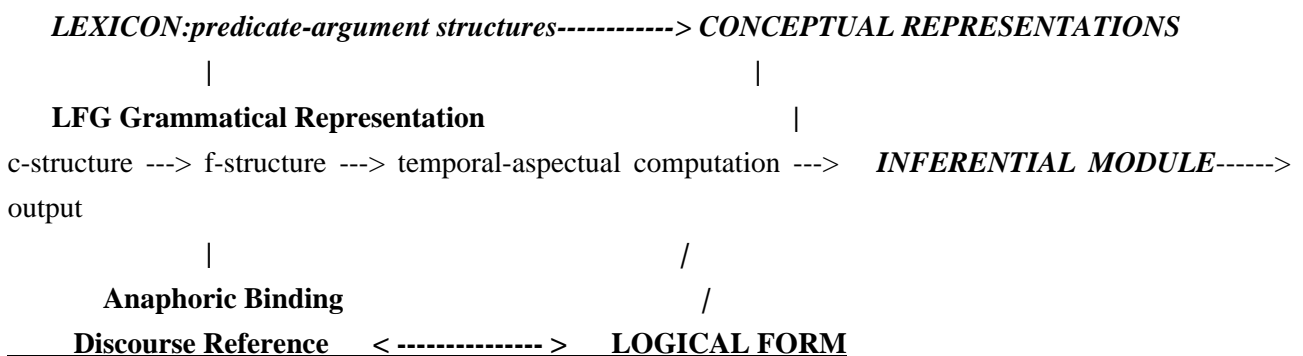 LEXICON:predicate-argument structures------------> CONCEPTUAL REPRESENTATIONS
| |
LFG Grammatical Representation |
c-structure ---> f-structure ---> temporal-aspectual computation ---> INFERENTIAL MODULE------>
output
| /
Anaphoric Binding /
Discourse Reference < --------------- > LOGICAL FORM